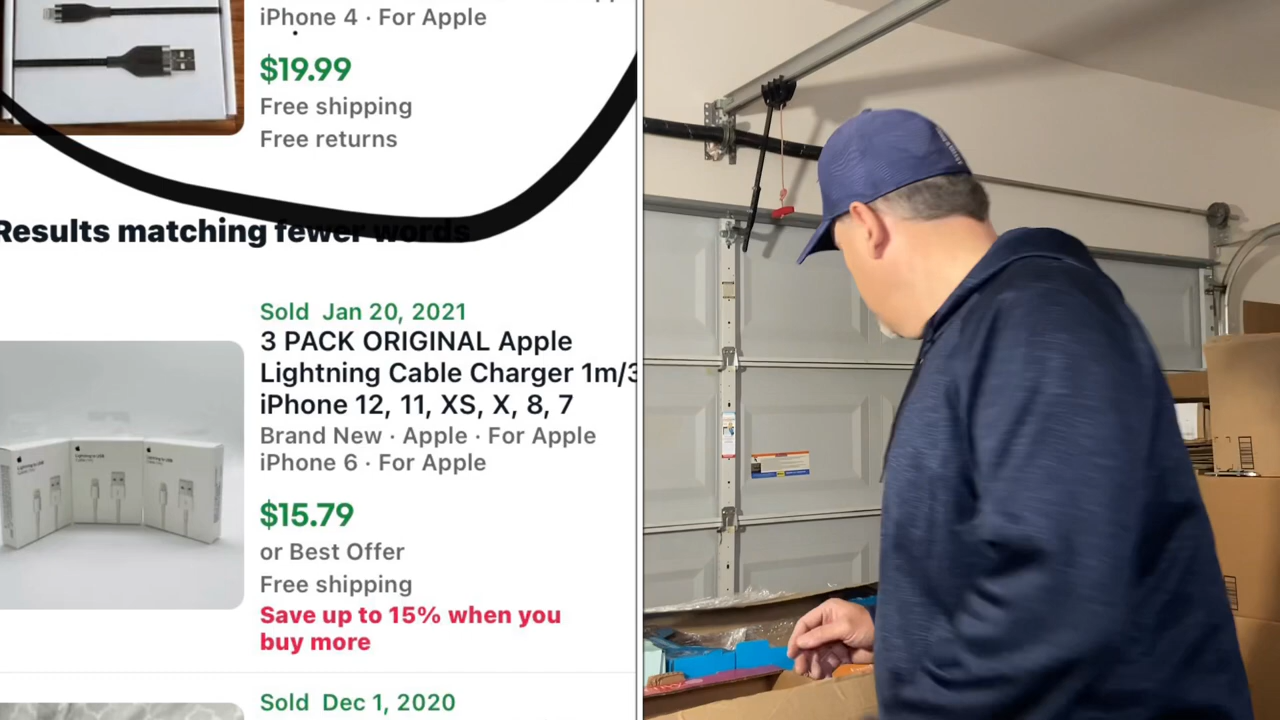 iPhone 4 · For Apple
$19.99
Free shipping
Free returns
Results matching fewer words
Sold Jan 20, 2021
3 PACK ORIGINAL Apple
Lightning Cable Charger 1m/3
iPhone 12, 11, XS, X, 8, 7
Brand New · Apple · For Apple
iPhone 6 · For Apple
$15.79
or Best Offer
Free shipping
Save up to 15% when you
buy more
Sold Dec 1, 2020